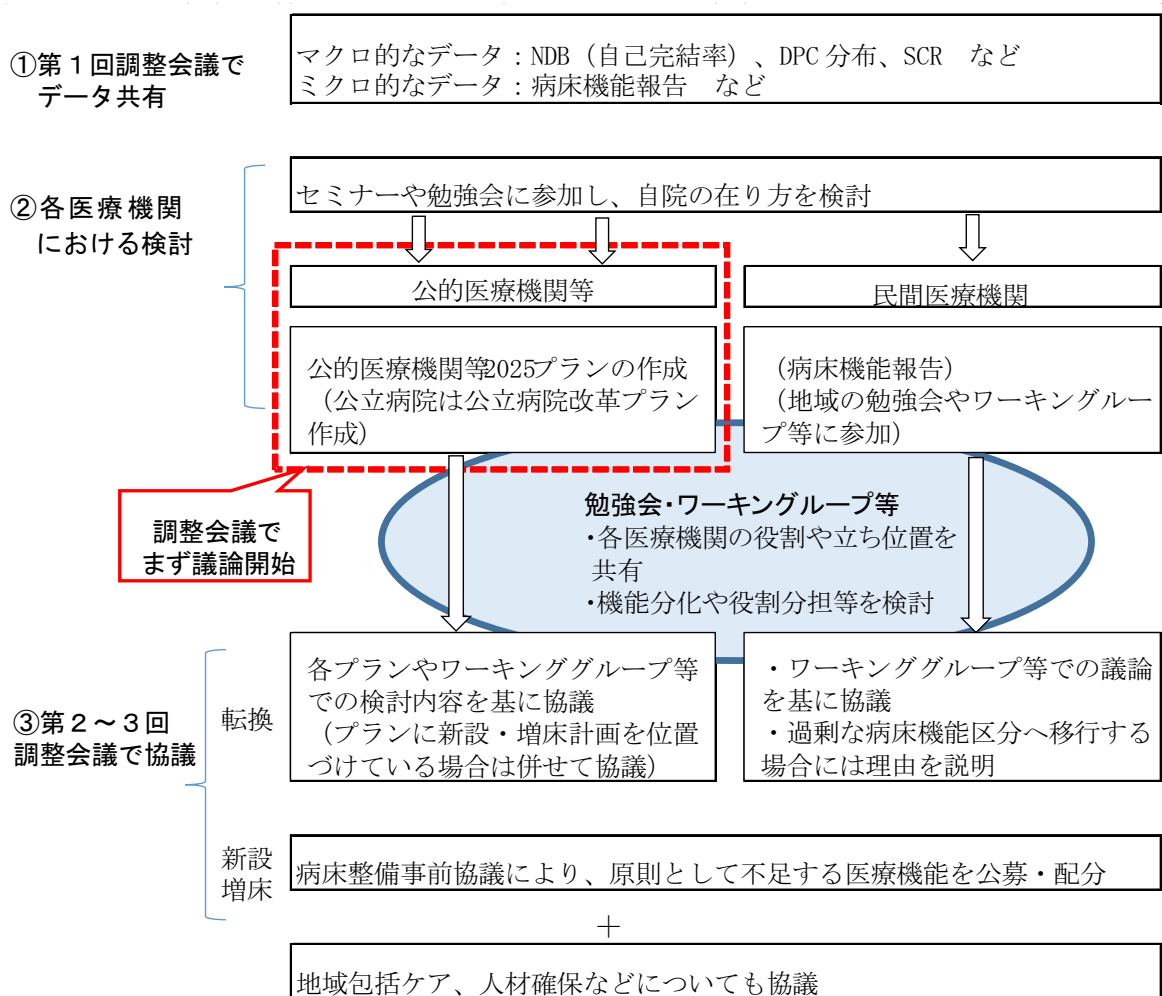 ①第１回調整会議で
データ共有
マクロ的なデータ：NDB（自己完結率）、DPC分布、SCR　など
ミクロ的なデータ：病床機能報告　など
②各医療機関
における検討
セミナーや勉強会に参加し、自院の在り方を検討
公的医療機関等
民間医療機関
公的医療機関等2025プランの作成
（公立病院は公立病院改革プラン
作成）
（病床機能報告）
（地域の勉強会やワーキングルー
プ等に参加）
調整会議で
まず議論開始
勉強会・ワーキングループ等
・各医療機関の役割や立ち位置を
共有
・機能分化や役割分担等を検討
③第２～３回
調整会議で協議
転換
各プランやワーキンググループ等
での検討内容を基に協議
（プランに新設・増床計画を位置
づけている場合は併せて協議）
・ワーキンググループ等での議論
を基に協議
・過剰な病床機能区分へ移行する
場合には理由を説明
新設
増床
病床整備事前協議により、原則として不足する医療機能を公募・配分
＋
地域包括ケア、人材確保などについても協議